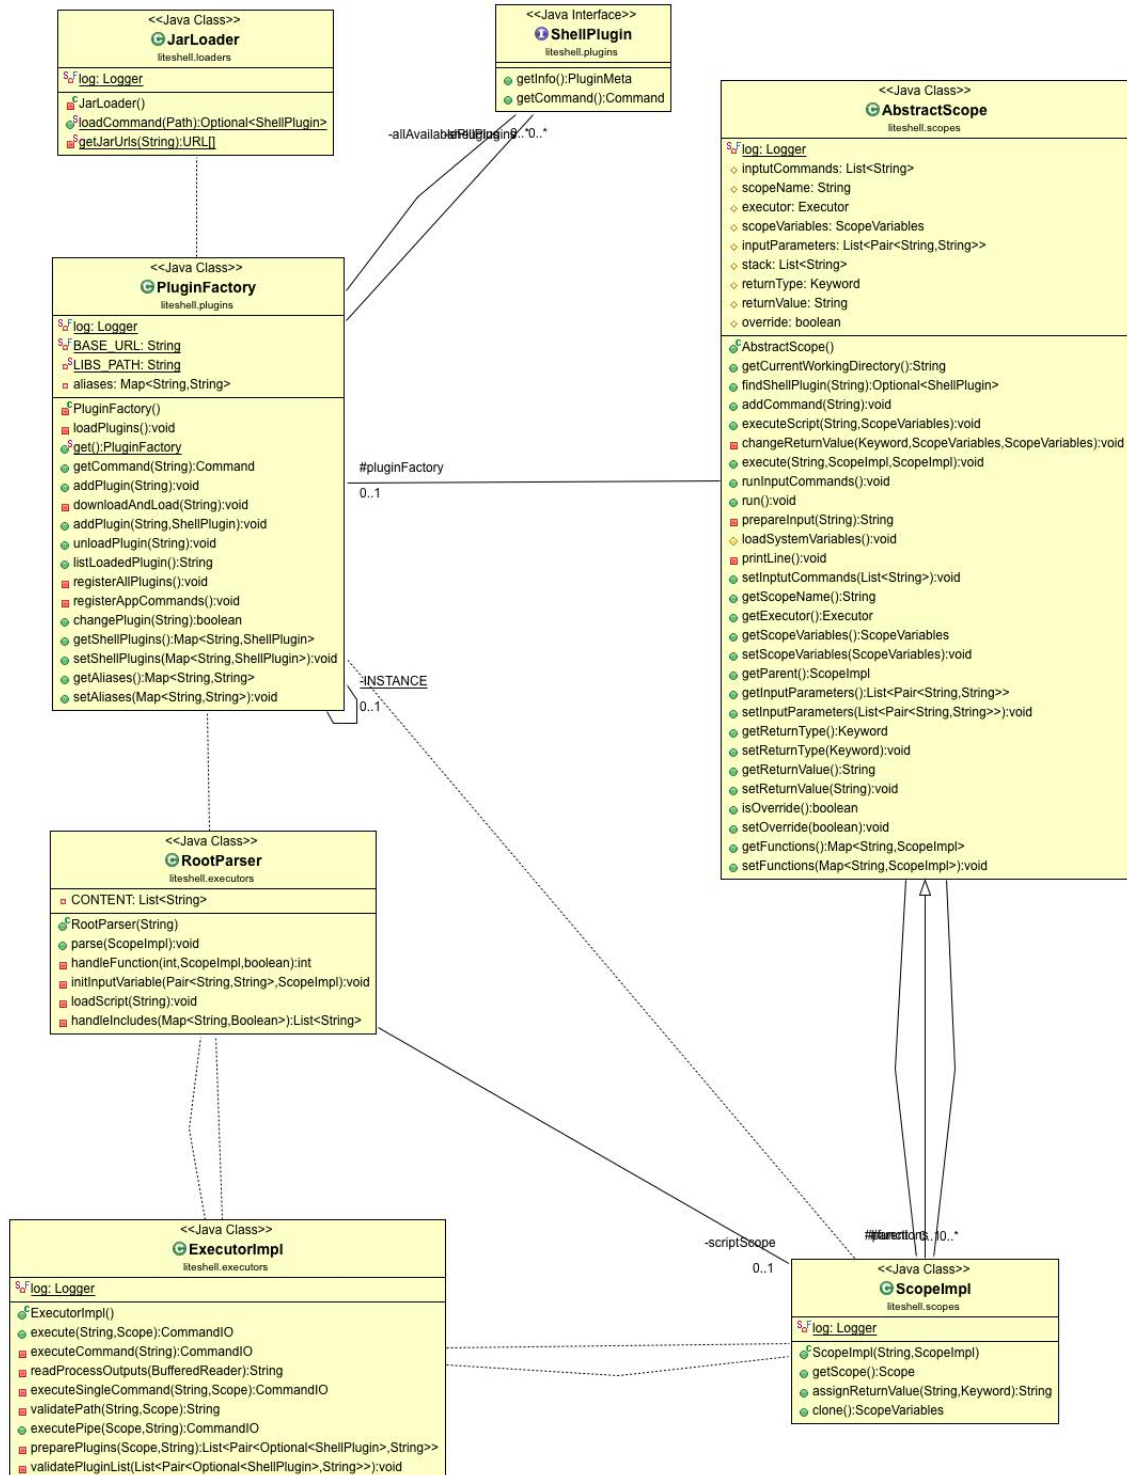 <<Java Class>>
JarLoader
liteshell.loaders
log: Logger
JarLoader()
loadCommand(Path):Optional<ShellPlugin>
getJarUrls(String):URL[]
<<Java Interface>>
ShellPlugin
liteshell.plugins
getInfo():PluginMeta
getCommand():Command
0..*
0..*
<<Java Class>>
AbstractScope
liteshell.scopes
log: Logger
inptutCommands: List<String>
scopeName: String
executor: Executor
scopeVariables: ScopeVariables
inputParameters: List<Pair<String,String>>
stack: List<String>
returnType: Keyword
returnValue: String
override: boolean
AbstractScope()
getCurrentWorkingDirectory():String
findShellPlugin(String):Optional<ShellPlugin>
addCommand(String):void
executeScript(String,ScopeVariables):void
changeReturnValue(Keyword,ScopeVariables,ScopeVariables):void
execute(String,ScopeImpl,ScopeImpl):void
runInputCommands():void
run():void
prepareInput(String):String
loadSystemVariables():void
printLine():void
setInptutCommands(List<String>):void
getScopeName():String
getExecutor():Executor
getScopeVariables():ScopeVariables
setScopeVariables(ScopeVariables):void
getParent():ScopeImpl
getInputParameters():List<Pair<String,String>>
setInputParameters(List<Pair<String,String>>):void
getReturnType():Keyword
setReturnType(Keyword):void
getReturnValue():String
setReturnValue(String):void
isOverride():boolean
setOverride(boolean):void
getFunctions():Map<String,ScopeImpl>
setFunctions(Map<String,ScopeImpl>):void
<<Java Class>>
PluginFactory
liteshell.plugins
log: Logger
BASE_URL: String
LIBS_PATH: String
aliases: Map<String,String>
PluginFactory()
loadPlugins():void
get():PluginFactory
getCommand(String):Command
addPlugin(String):void
downloadAndLoad(String):void
addPlugin(String,ShellPlugin):void
unloadPlugin(String):void
listLoadedPlugin():String
registerAllPlugins():void
registerAppCommands():void
changePlugin(String):boolean
getShellPlugins():Map<String,ShellPlugin>
setShellPlugins(Map<String,ShellPlugin>):void
getAliases():Map<String,String>
setAliases(Map<String,String>):void
#pluginFactory
0..1
-INSTANCE
0..1
<<Java Class>>
RootParser
liteshell.executors
CONTENT: List<String>
RootParser(String)
parse(ScopeImpl):void
handleFunction(int,ScopeImpl,boolean):int
initInputVariable(Pair<String,String>,ScopeImpl):void
loadScript(String):void
handleIncludes(Map<String,Boolean>):List<String>
-scriptScope
0..1
0..*
<<Java Class>>
ExecutorImpl
liteshell.executors
log: Logger
ExecutorImpl()
execute(String,Scope):CommandIO
executeCommand(String):CommandIO
readProcessOutputs(BufferedReader):String
executeSingleCommand(String,Scope):CommandIO
validatePath(String,Scope):String
executePipe(Scope,String):CommandIO
preparePlugins(Scope,String):List<Pair<Optional<ShellPlugin>,String>>
validatePluginList(List<Pair<Optional<ShellPlugin>,String>>):void
<<Java Class>>
ScopeImpl
liteshell.scopes
log: Logger
ScopeImpl(String,ScopeImpl)
getScope():Scope
assignReturnValue(String,Keyword):String
clone():ScopeVariables